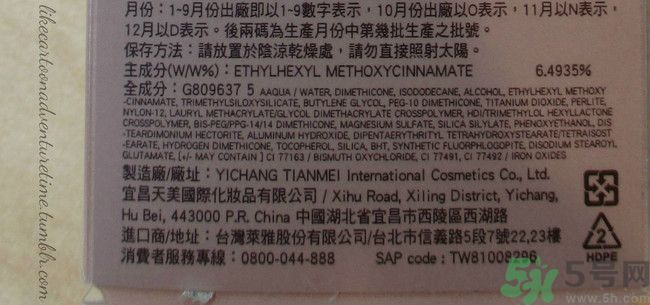 月份：1~9月份出廠即以1~9數字表示，10月份出廠以O表示，11月以N表示，
12月以D表示。後兩碼為生產月份中第幾批生產之批號。
保存方法：請放置於陰涼乾燥處，請勿直接照射太陽。
主成分(W/W%)：ETHYLHEXYL METHOXYCINNAMATE 6.4935%
全成分：G809637 5 AAQUA / WATER, DIMETHICONE, ISODODECANE, ALCOHOL, ETHYLHEXYL METHOXY
-CINNAMATE, TRIMETHYLSILOXYSILICATE, BUTYLENE GLYCOL, PEG-10 DIMETHICONE, TITANIUM DIOXIDE, PERLITE,
NYLON-12, LAURYL METHACRYLATE/GLYCOL DIMETHACRYLATE CROSSPOLYMER, HDI/TRIMETHYLOL HEXYLLACTONE
CROSSPOLYMER, BIS-PEG/PPG-14/14 DIMETHICONE, MAGNESIUM SULFATE, SILICA SILYLATE, PHENOXYETHANOL, DIS
-TEARDIMONIUM HECTORITE, ALUMINUM HYDROXIDE, DIPENTAERYTHRITYL TETRAHYDROXYSTEARATE/TETRAISOST
-EARATE, HYDROGEN DIMETHICONE, TOCOPHEROL, SILICA, BHT, SYNTHETIC FLUORPHLOGOPITE, DISODIUM STEAROYL
GLUTAMATE, [+/- MAY CONTAIN ] CI 77163 / BISMUTH OXYCHLORIDE, CI 77491, CI 77492 / IRON OXIDES
製造廠/廠址：YICHANG TIANMEI International Cosmetics Co., Ltd.
宜昌天美國際化妝品有限公司 / Xihu Road, Xiling District, Yichang,
Hu Bei, 443000 P.R. China 中國湖北省宜昌市西陵區西湖路
進口商/地址：台灣萊雅股份有限公司/台北市信義路5段7號22,23樓
消費者服務專線：0800-044-888 SAP code : TW81008296
2
HDPE
likecartoonadventuretime.tumblr.com
5号网
www.5h.com